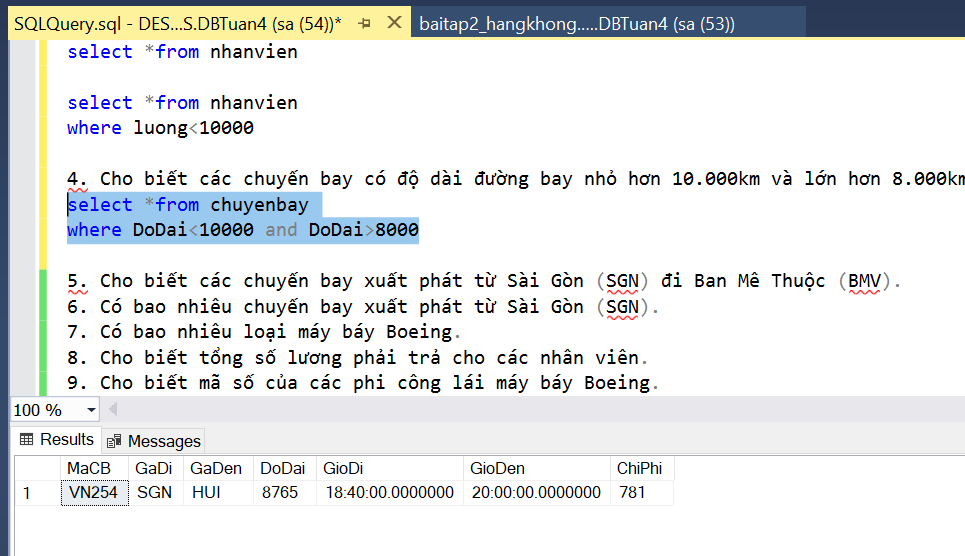 SQLQuery.sql - DES...S.DBTuan4 (sa (54))* baitap2_hangkhong.....DBTuan4 (sa (53))
select *from nhanvien
select *from nhanvien
where luong<10000
4. Cho biết các chuyến bay có độ dài đường bay nhỏ hơn 10.000km và lớn hơn 8.000km
select *from chuyenbay
where DoDai<10000 and DoDai>8000
5. Cho biết các chuyến bay xuất phát từ Sài Gòn (SGN) đi Ban Mê Thuộc (BMV).
6. Có bao nhiêu chuyến bay xuất phát từ Sài Gòn (SGN).
7. Có bao nhiêu loại máy báy Boeing.
8. Cho biết tổng số lương phải trả cho các nhân viên.
9. Cho biết mã số của các phi công lái máy báy Boeing.
100 %
Results Messages
MaCB GaDi GaDen DoDai GioDi GioDen ChiPhi
1 VN254 SGN HUI 8765 18:40:00.0000000 20:00:00.0000000 781